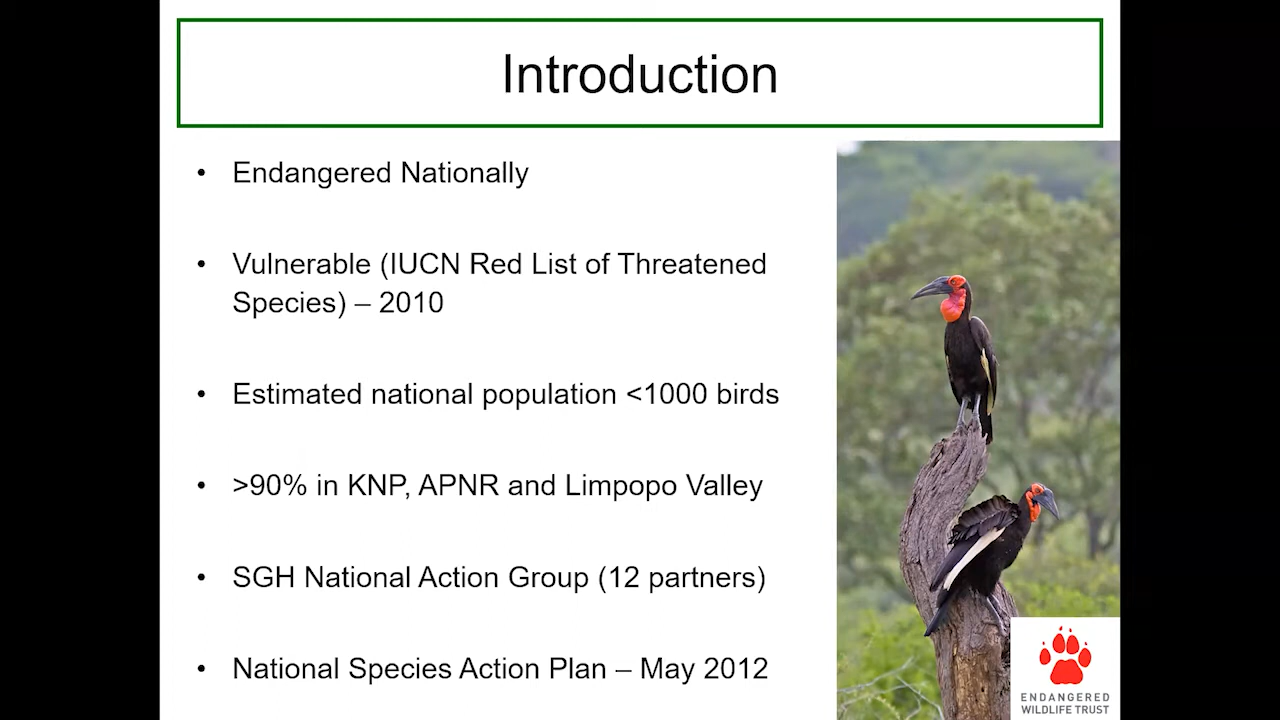 Introduction
• Endangered Nationally
• Vulnerable (IUCN Red List of Threatened
Species) – 2010
• Estimated national population <1000 birds
• >90% in KNP, APNR and Limpopo Valley
• SGH National Action Group (12 partners)
• National Species Action Plan – May 2012
ENDANGERED
WILDLIFE TRUST